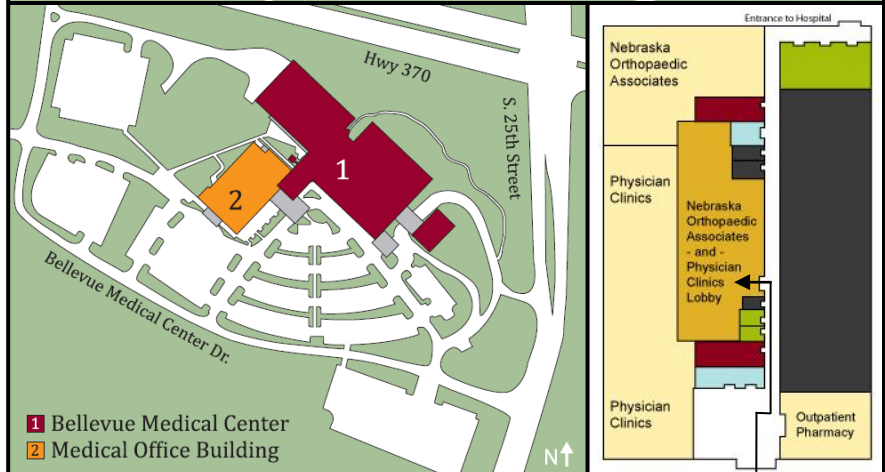 Hwy 370
S. 25th Street
1
2
Bellevue Medical Center Dr.
1 Bellevue Medical Center
2 Medical Office Building
N
Entrance to Hospital
Nebraska
Orthopaedic
Associates
Physician
Clinics
Nebraska
Orthopaedic
Associates
- and -
Physician
Clinics
Lobby
Physician
Clinics
Outpatient
Pharmacy